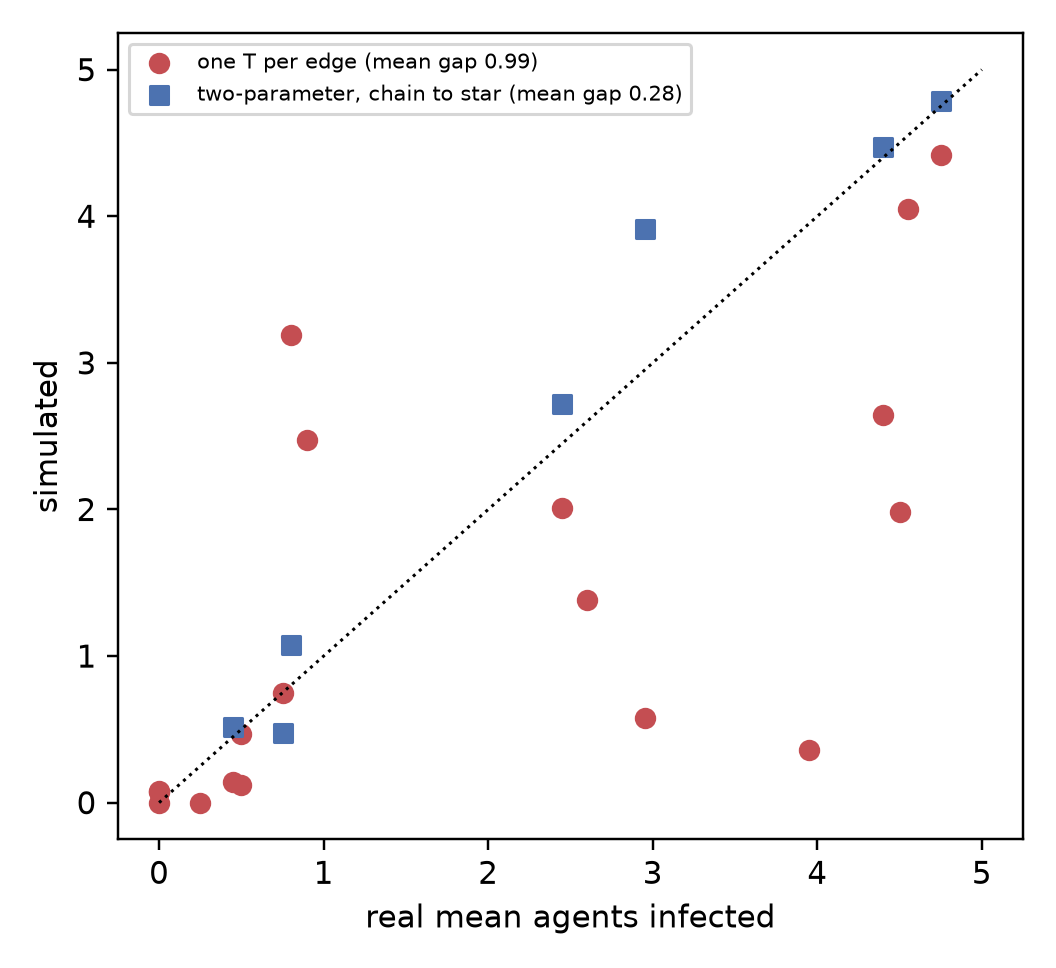 one T per edge (mean gap 0.99)
two-parameter, chain to star (mean gap 0.28)
5
4
3
2
1
0
simulated
0 1 2 3 4 5
real mean agents infected